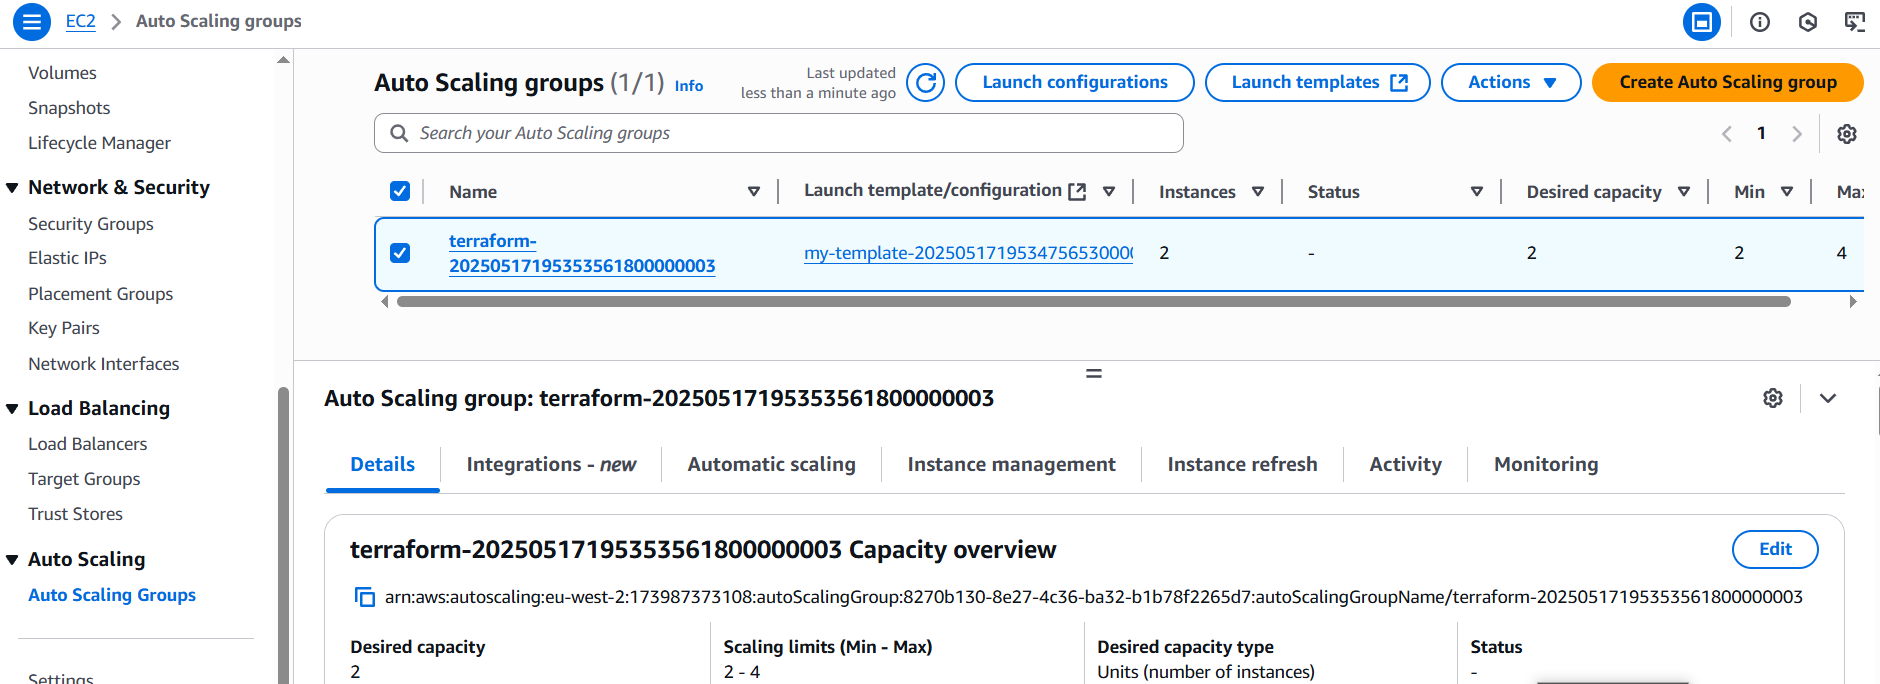 EC2 > Auto Scaling groups
Volumes
Snapshots
Lifecycle Manager
Network & Security
Security Groups
Elastic IPs
Placement Groups
Key Pairs
Network Interfaces
Load Balancing
Load Balancers
Target Groups
Trust Stores
Auto Scaling
Auto Scaling Groups
Settings
Auto Scaling groups (1/1) Info
Last updated
less than a minute ago
Launch configurations
Launch templates
Actions
Create Auto Scaling group
Search your Auto Scaling groups
1
Name Launch template/configuration Instances Status Desired capacity Min Max
terraform-
20250517195353561800000003 my-template-20250517195347565300000 2 - 2 2 4
Auto Scaling group: terraform-20250517195353561800000003
Details Integrations - new Automatic scaling Instance management Instance refresh Activity Monitoring
terraform-20250517195353561800000003 Capacity overview
Edit
arn:aws:autoscaling:eu-west-2:173987373108:autoScalingGroup:8270b130-8e27-4c36-ba32-b1b78f2265d7:autoScalingGroupName/terraform-20250517195353561800000003
Desired capacity Scaling limits (Min - Max) Desired capacity type Status
2 2 - 4 Units (number of instances) -